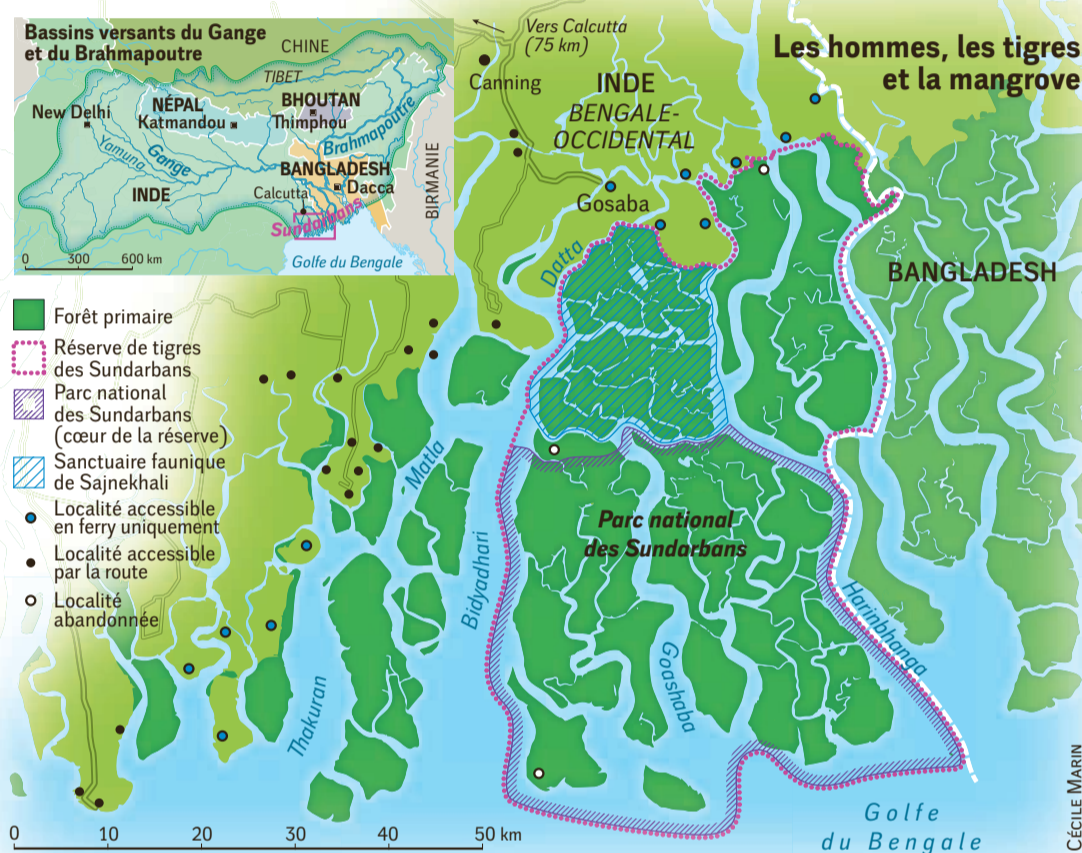 Bassins versants du Gange
et du Brahmapoutre
CHINE
TIBET
New Delhi
NÉPAL
Katmandou
BHOUTAN
Thimphou
Brahmapoutre
Yamuna
Gange
BANGLADESH
Dacca
INDE
Calcutta
Sundarbans
BIRMANIE
Golfe du Bengale
0 300 600 km
Vers Calcutta
(75 km)
Canning
INDE
BENGALE-
OCCIDENTAL
Les hommes, les tigres
et la mangrove
Gosaba
Datta
BANGLADESH
Forêt primaire
Réserve de tigres
des Sundarbans
Parc national
des Sundarbans
(cœur de la réserve)
Sanctuaire faunique
de Sajnekhali
Localité accessible
en ferry uniquement
Localité accessible
par la route
Localité
abandonnée
Matla
Bidyadhari
Parc national
des Sundarbans
Harinbhanga
Goashaba
Thakuran
Golfe
du Bengale
0 10 20 30 40 50 km
CÉCILE MARIN